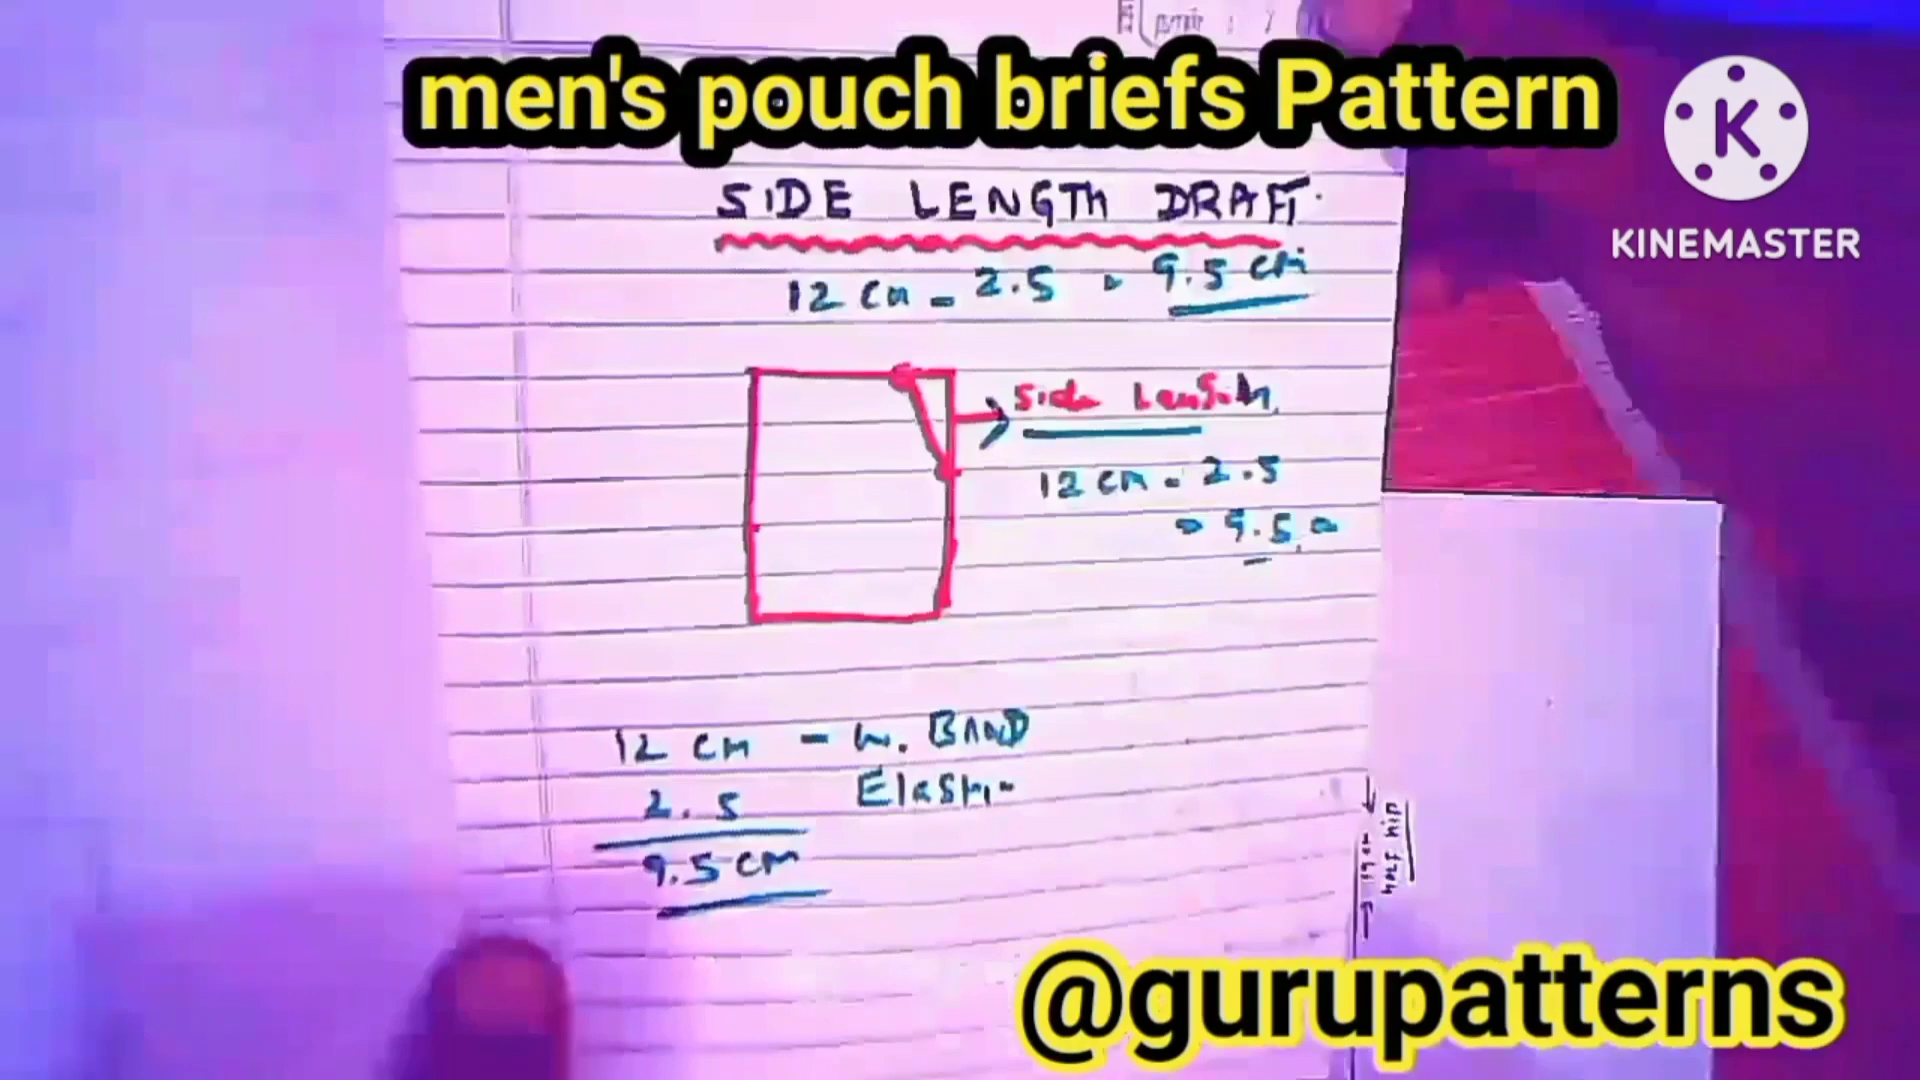 men's pouch briefs Pattern
K
KINEMASTER
SIDE LENGTH DRAFT.
12 cm - 2.5 = 9.5 cm
Side Length
12 cm - 2.5
= 9.5
12 cm - W. BAND
2.5 Elastic
9.5 cm
Half Hip
@gurupatterns